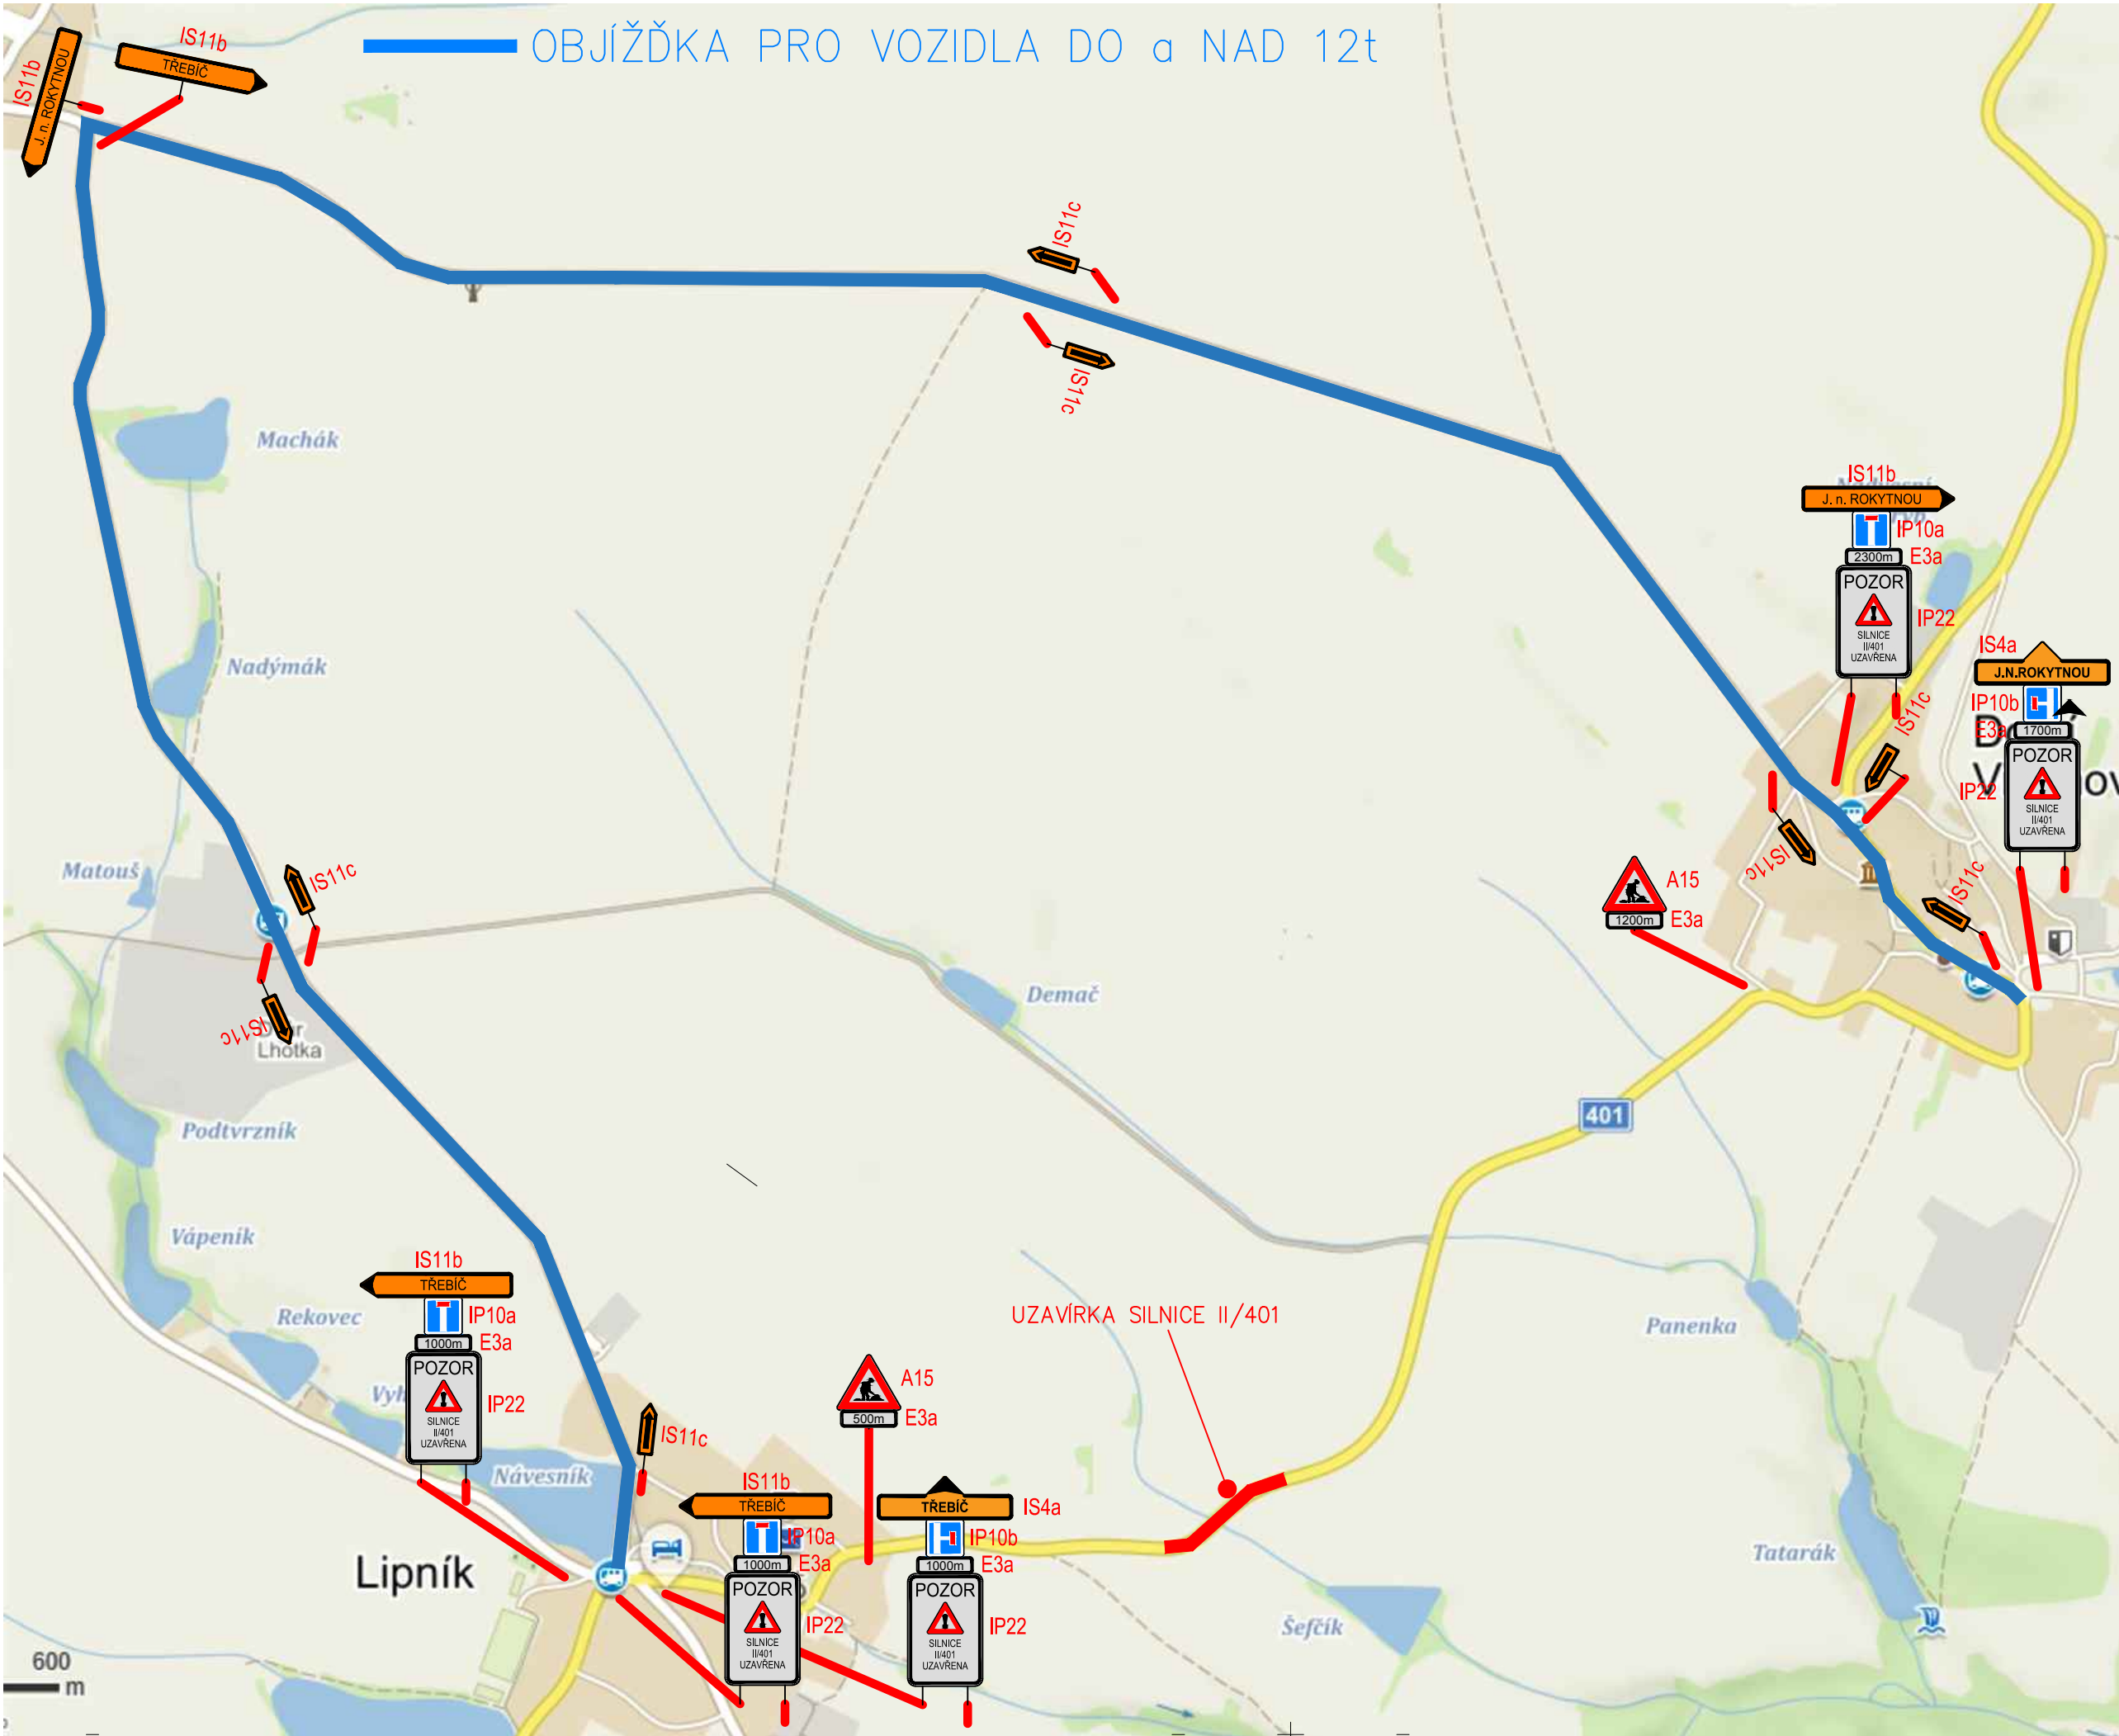 OBJÍŽĎKA PRO VOZIDLA DO a NAD 12t
IS11b
TŘEBÍČ
IS11b
J. n. ROKYTNOU
IS11c
IS11c
Machák
Nadýmák
Matouš
IS11c
IS11c
Lhotka
Podtvrzník
Vápeník
Rekovec
Demač
IS11b
J. n. ROKYTNOU
IP10a
2300m
E3a
POZOR
IP22
SILNICE
II/401
UZAVŘENA
IS11c
IS4a
J.N.ROKYTNOU
IP10b
E3a
1700m
POZOR
IP22
SILNICE
II/401
UZAVŘENA
IS11c
IS11c
A15
1200m
E3a
401
Panenka
Tatarák
Šefčík
UZAVÍRKA SILNICE II/401
IS11b
TŘEBÍČ
IP10a
1000m
E3a
POZOR
IP22
SILNICE
II/401
UZAVŘENA
Návesník
IS11c
A15
500m
E3a
IS11b
TŘEBÍČ
IP10a
1000m
E3a
POZOR
IP22
SILNICE
II/401
UZAVŘENA
TŘEBÍČ
IS4a
IP10b
1000m
E3a
POZOR
IP22
SILNICE
II/401
UZAVŘENA
Lipník
600
m